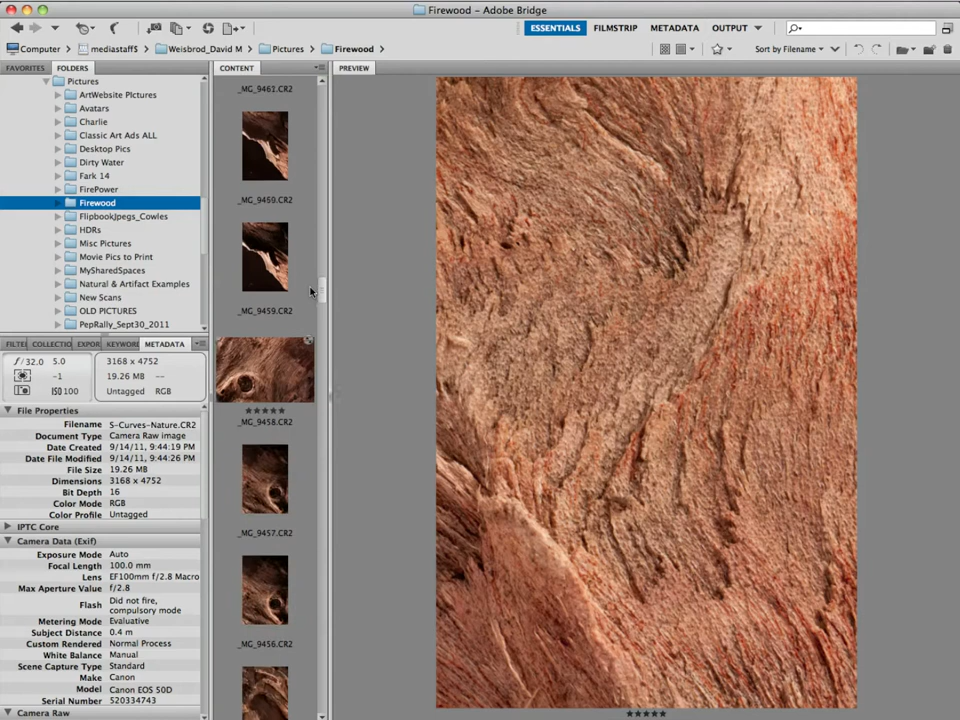 Firewood – Adobe Bridge
ESSENTIALS FILMSTRIP METADATA OUTPUT
Computer mediastaff$ Weisbrod_David M Pictures Firewood
Sort by Filename
FAVORITES FOLDERS
Pictures
ArtWebsite PIctures
Avatars
Charlie
Classic Art Ads ALL
Desktop Pics
Dirty Water
Fark 14
FirePower
Firewood
FlipbookJpegs_Cowles
HDRs
Misc Pictures
Movie Pics to Print
MySharedSpaces
Natural & Artifact Examples
New Scans
OLD PICTURES
PepRally_Sept30_2011
FILTE COLLECTIO EXPOR KEYWOR METADATA
f/32.0 5.0
-1
ISO100
3168 x 4752
19.26 MB --
Untagged RGB
File Properties
Filename S-Curves-Nature.CR2
Document Type Camera Raw image
Date Created 9/14/11, 9:44:19 PM
Date File Modified 9/14/11, 9:44:26 PM
File Size 19.26 MB
Dimensions 3168 x 4752
Bit Depth 16
Color Mode RGB
Color Profile Untagged
IPTC Core
Camera Data (Exif)
Exposure Mode Auto
Focal Length 100.0 mm
Lens EF100mm f/2.8 Macro
Max Aperture Value f/2.8
Flash Did not fire,
compulsory mode
Metering Mode Evaluative
Subject Distance 0.4 m
Custom Rendered Normal Process
White Balance Manual
Scene Capture Type Standard
Make Canon
Model Canon EOS 50D
Serial Number 520334743
Camera Raw
CONTENT
_MG_9461.CR2
_MG_9459.CR2
_MG_9459.CR2
_MG_9458.CR2
_MG_9457.CR2
_MG_9456.CR2
PREVIEW